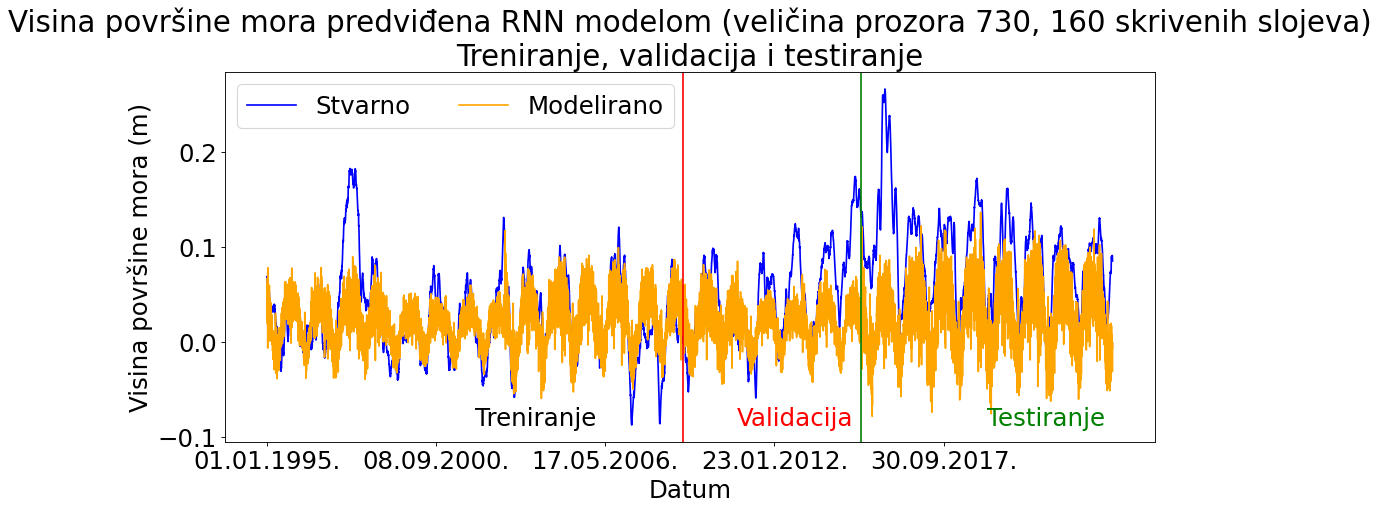 Visina površine mora predviđena RNN modelom (veličina prozora 730, 160 skrivenih slojeva)
Treniranje, validacija i testiranje
Stvarno Modelirano
Visina površine mora (m)
0.2
0.1
0.0
−0.1
Treniranje Validacija Testiranje
01.01.1995. 08.09.2000. 17.05.2006. 23.01.2012. 30.09.2017.
Datum